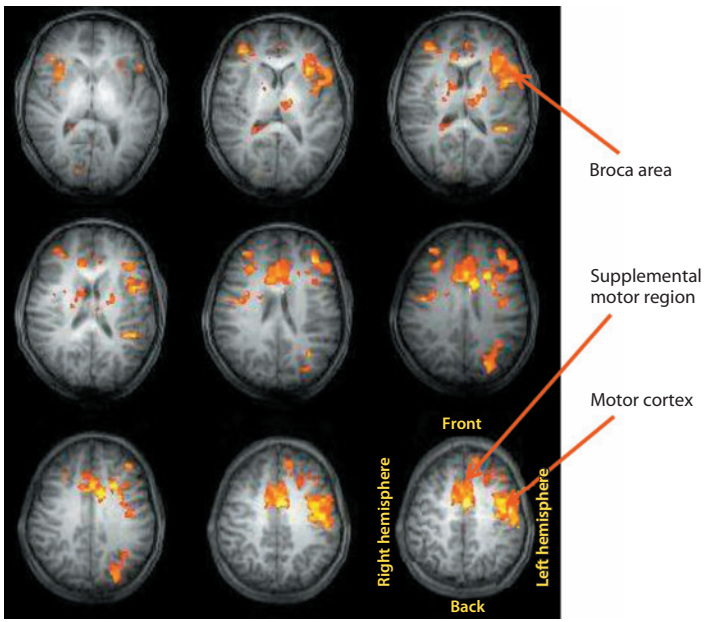 Broca area
Supplemental
motor region
Motor cortex
Front
Right hemisphere
Left hemisphere
Back